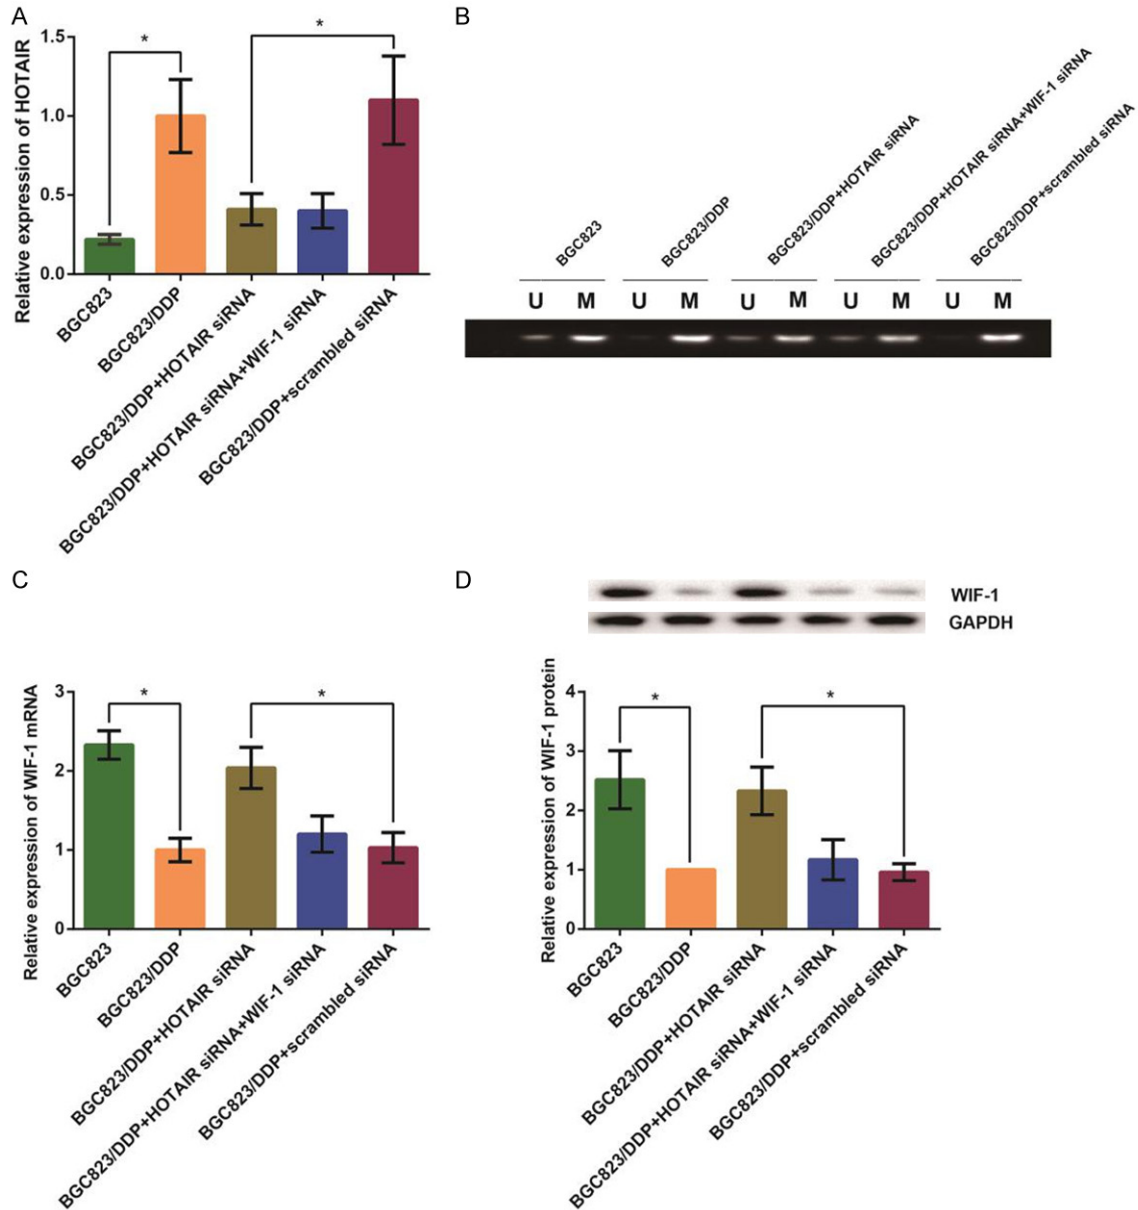 A
Relative expression of HOTAIR
1.5
1.0
0.5
0.0
*
*
BGC823
BGC823/DDP
BGC823/DDP+HOTAIR siRNA
BGC823/DDP+HOTAIR siRNA+WIF-1 siRNA
BGC823/DDP+scrambled siRNA
B
BGC823
BGC823/DDP
BGC823/DDP+HOTAIR siRNA
BGC823/DDP+HOTAIR siRNA+WIF-1 siRNA
BGC823/DDP+scrambled siRNA
U M U M U M U M U M
C
Relative expression of WIF-1 mRNA
3
2
1
0
*
*
BGC823
BGC823/DDP
BGC823/DDP+HOTAIR siRNA
BGC823/DDP+HOTAIR siRNA+WIF-1 siRNA
BGC823/DDP+scrambled siRNA
D
WIF-1
GAPDH
Relative expression of WIF-1 protein
4
3
2
1
0
*
*
BGC823
BGC823/DDP
BGC823/DDP+HOTAIR siRNA
BGC823/DDP+HOTAIR siRNA+WIF-1 siRNA
BGC823/DDP+scrambled siRNA